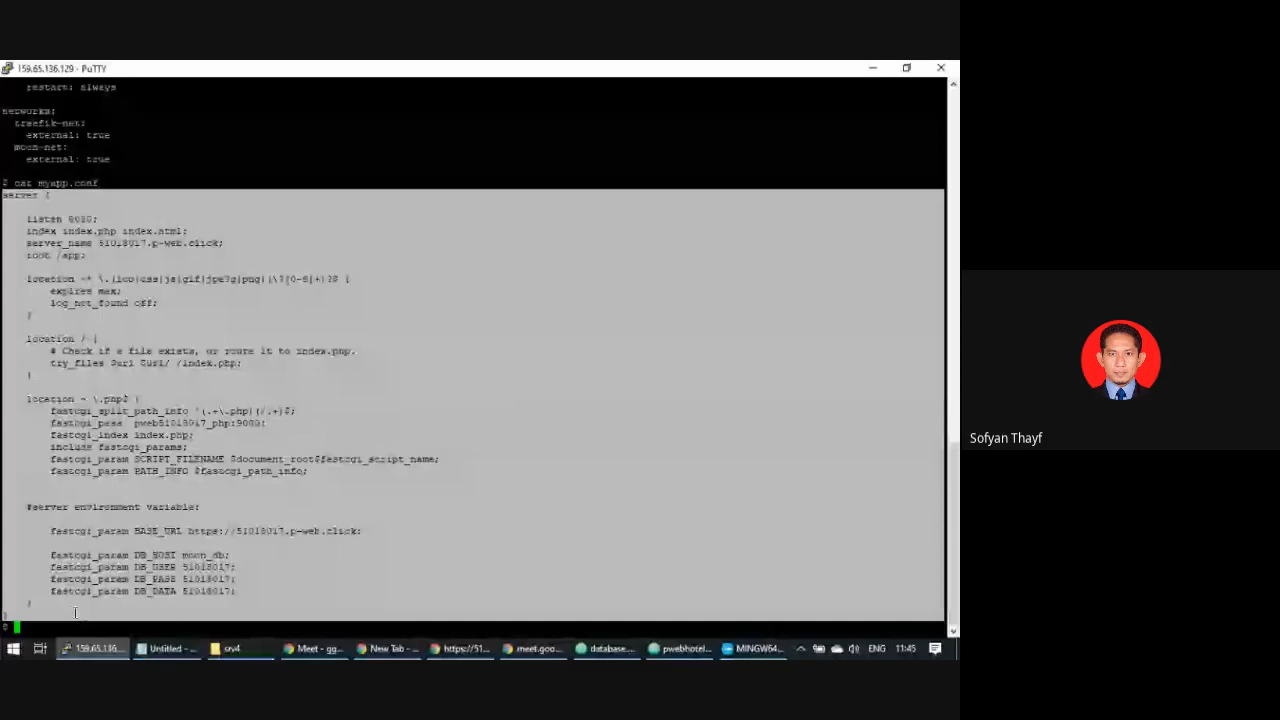 159.65.136.129 - PuTTY
restart: always
networks:
traefik-net:
external: true
moon-net:
external: true
cat myapp.conf
server {
listen 8080;
index index.php index.html;
server_name 51018017.p-web.click;
root /app;
location ~* \.(ico|css|js|gif|jpe?g|png)(\?[0-9]+)?$ {
expires max;
log_not_found off;
}
location / {
# Check if a file exists, or route it to index.php.
try_files $uri $uri/ /index.php;
}
location ~ \.php$ {
fastcgi_split_path_info ^(.+\.php)(/.+)$;
fastcgi_pass pweb51018017_php:9000;
fastcgi_index index.php;
include fastcgi_params;
fastcgi_param SCRIPT_FILENAME $document_root$fastcgi_script_name;
fastcgi_param PATH_INFO $fastcgi_path_info;
#server environment variable;
fastcgi_param BASE_URL https://51018017.p-web.click;
fastcgi_param DB_HOST moon_db;
fastcgi_param DB_USER 51018017;
fastcgi_param DB_PASS 51018017;
fastcgi_param DB_DATA 51018017;
}
}
Sofyan Thayf
159.65.136... Untitled - ... srv4 Meet - gg... New Tab - ... https://51... meet.goo... database.... pwebhotel... MINGW64... ENG 11:45